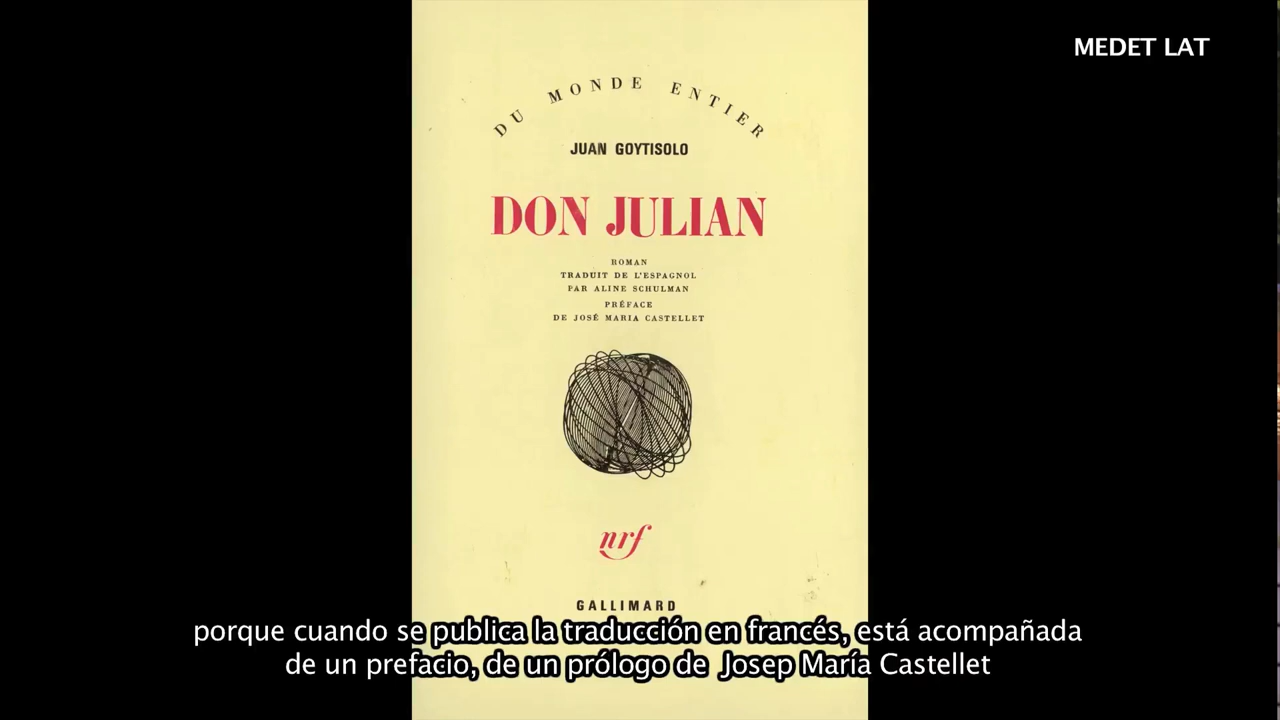 MEDET LAT
DU MONDE ENTIER
JUAN GOYTISOLO
DON JULIAN
ROMAN
TRADUIT DE L'ESPAGNOL
PAR ALINE SCHULMAN
PRÉFACE
DE JOSÉ MARIA CASTELLET
nrf
GALLIMARD
porque cuando se publica la traducción en francés, está acompañada
de un prefacio, de un prólogo de Josep María Castellet